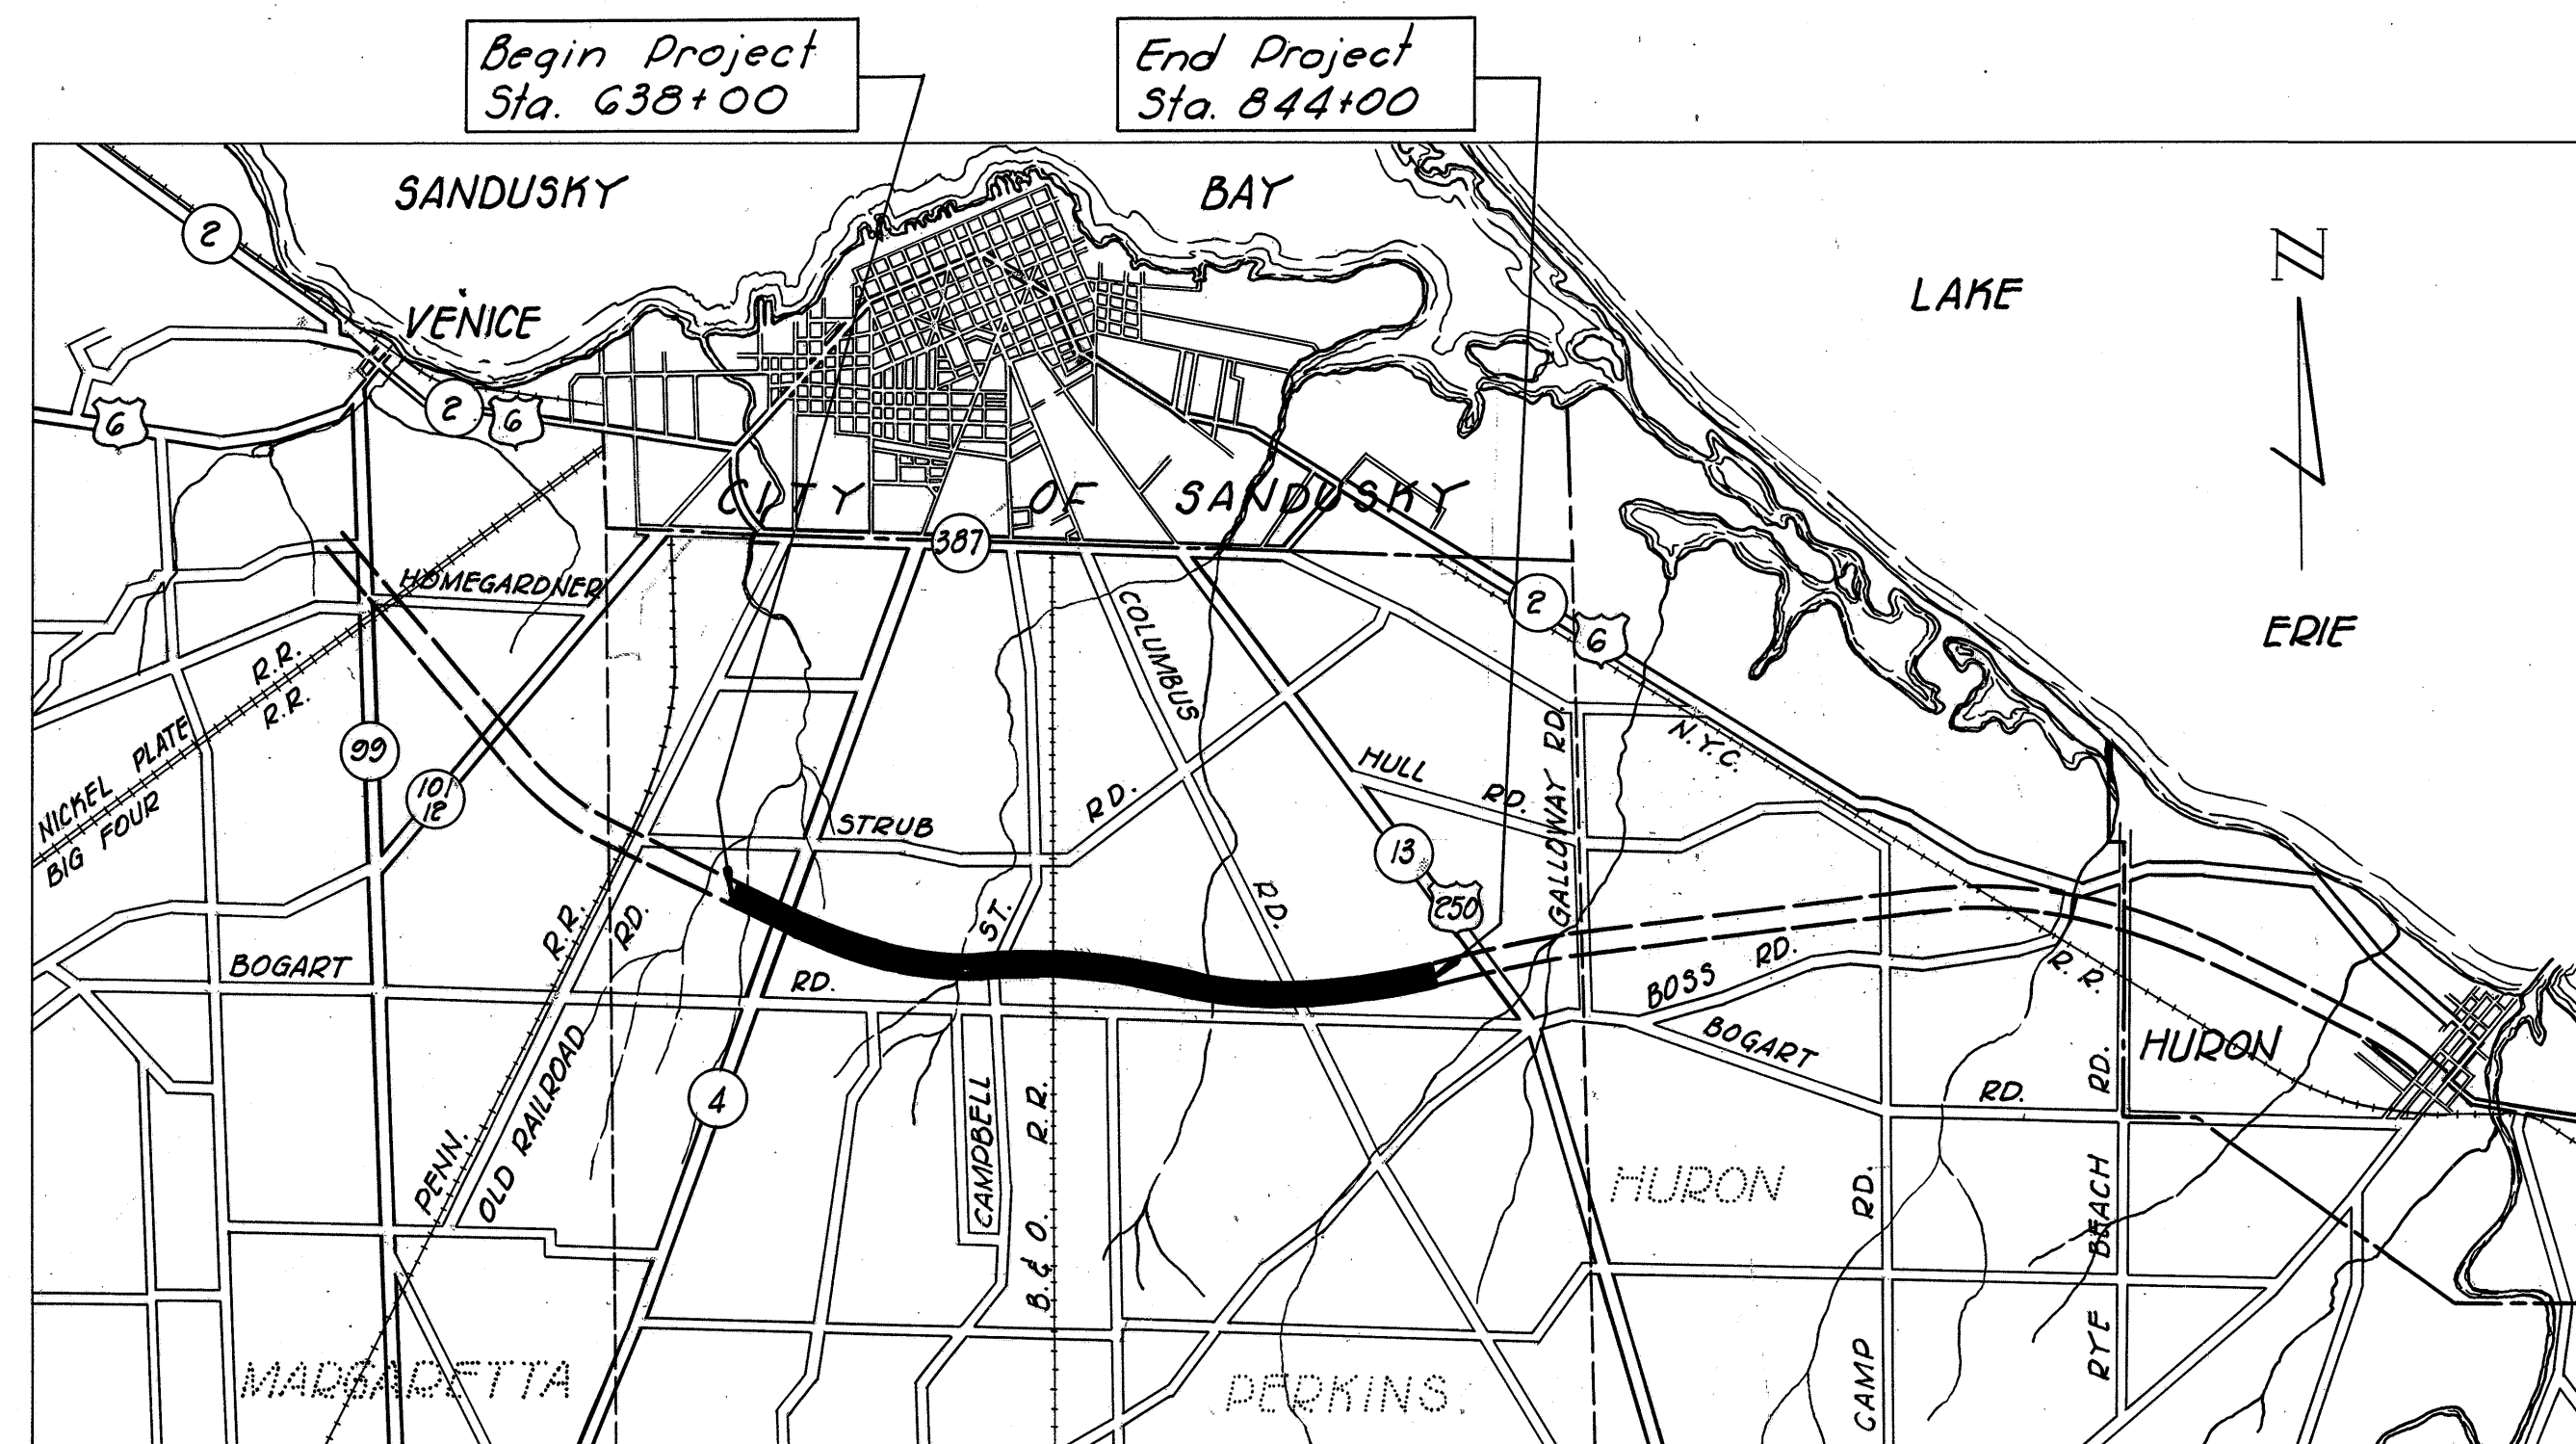 Begin Project
Sta. 638+00
End Project
Sta. 844+00
SANDUSKY BAY
2
N
LAKE
VENICE
2
6
6
CITY OF SANDUSKY
387
HOMEGARDNER
2
6
ERIE
COLUMBUS
R.R.
R.R.
NICKEL PLATE
BIG FOUR
99
101
12
HULL RD.
GALLOWAY RD.
N.Y.C.
STRUB
RD.
13
250
RD.
R.R.
RD.
ST.
BOGART
RD.
BOSS RD.
R. R.
BOGART
RD.
RD.
HURON
4
CAMPBELL
B.& O. R.R.
PENN.
OLD RAILROAD
HURON
RD.
CAMP
RYE BEACH
MARGARETTA
PERKINS